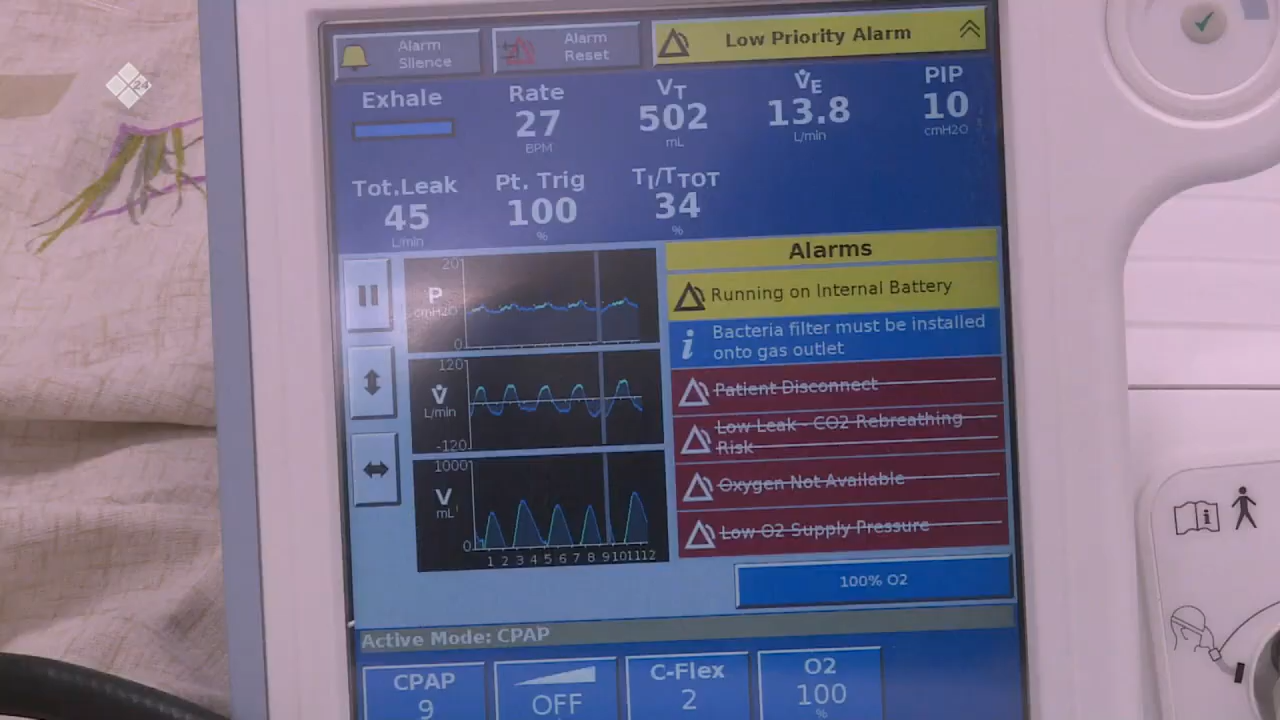 Alarm
Silence
Alarm
Reset
Low Priority Alarm
24
Exhale
Rate
27
BPM
VT
502
mL
V̇E
13.8
L/min
PIP
10
cmH2O
Tot.Leak
45
L/min
Pt. Trig
100
%
TI/TTOT
34
%
20
P
cmH2O
0
120
V̇
L/min
-120
1000
V
mL
0
1 2 3 4 5 6 7 8 9 10 11 12
Alarms
Running on Internal Battery
i
Bacteria filter must be installed
onto gas outlet
Patient Disconnect
Low Leak - CO2 Rebreathing
Risk
Oxygen Not Available
Low O2 Supply Pressure
100% O2
Active Mode: CPAP
CPAP
9
OFF
C-Flex
2
O2
100
%
i